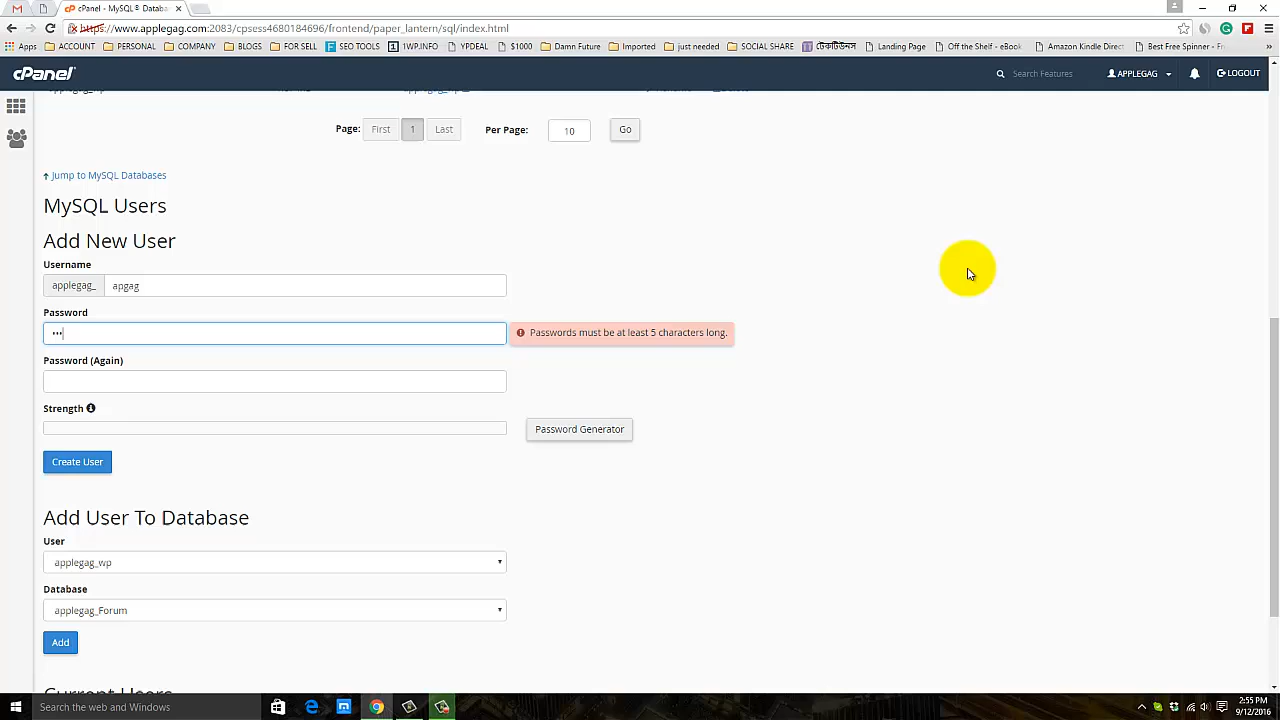 cPanel - MySQL® Databa
https://www.applegag.com:2083/cpsess4680184696/frontend/paper_lantern/sql/index.html
Apps ACCOUNT PERSONAL COMPANY BLOGS FOR SELL SEO TOOLS 1WP.INFO YPDEAL $1000 Damn Future Imported just needed SOCIAL SHARE টেকটিউনস Landing Page Off the Shelf - eBook Amazon Kindle Direct Best Free Spinner - Fr »
cPanel Search Features APPLEGAG LOGOUT
Page: First 1 Last Per Page: 10 Go
Jump to MySQL Databases
MySQL Users
Add New User
Username
applegag_ apgag
Password
••• Passwords must be at least 5 characters long.
Password (Again)
Strength
Password Generator
Create User
Add User To Database
User
applegag_wp
Database
applegag_Forum
Add
Current Users
Search the web and Windows
2:55 PM
9/12/2016